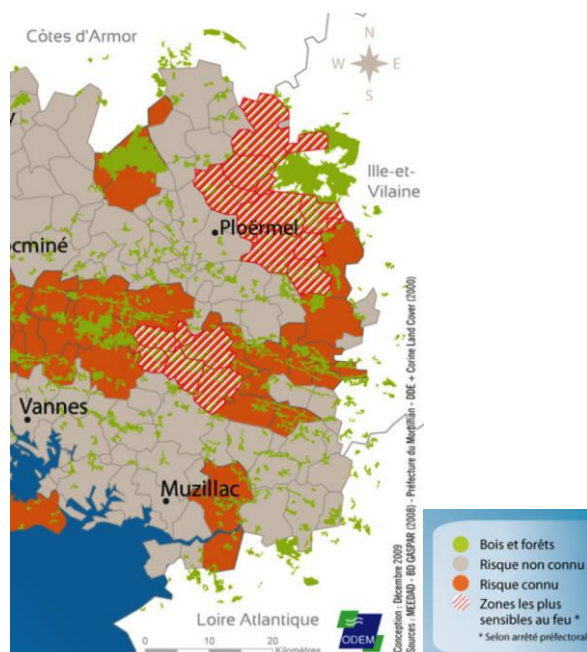 Côtes d'Armor
N
W E
S
y
Ille-et-
Vilaine
Ploërmel
ocminé
Vannes
Muzillac
Loire Atlantique
0 10 20
Kilomètres
ODEM
Conception : Décembre 2009
Sources : MEEDAD - BD GASPAR (2008) - Préfecture du Morbihan - DDE + Corine Land Cover (2000)
Bois et forêts
Risque non connu
Risque connu
Zones les plus
sensibles au feu *
* Selon arrêté préfectoral